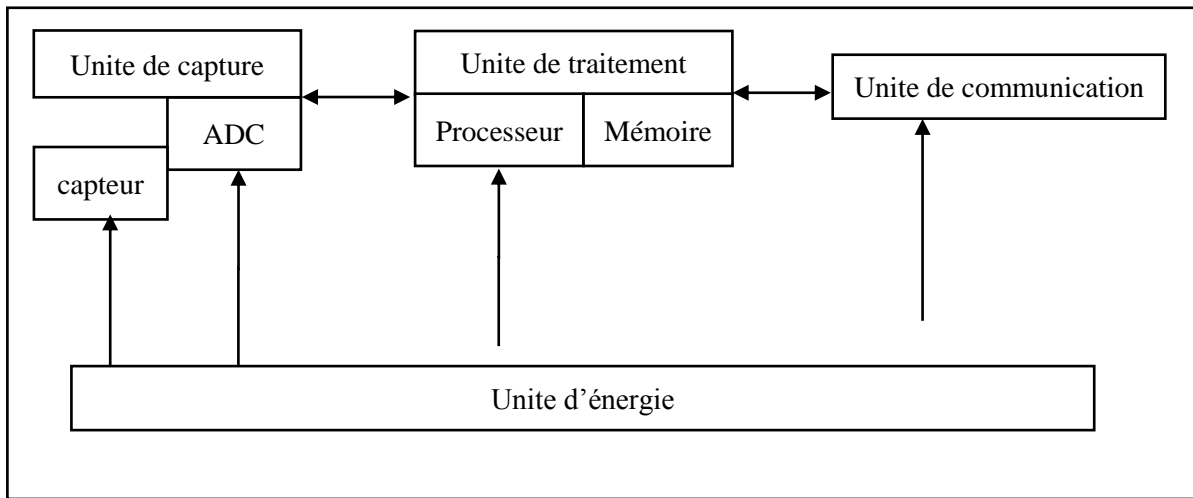 Unite de capture
Unite de traitement
Unite de communication
ADC
Processeur
Mémoire
capteur
Unite d’énergie